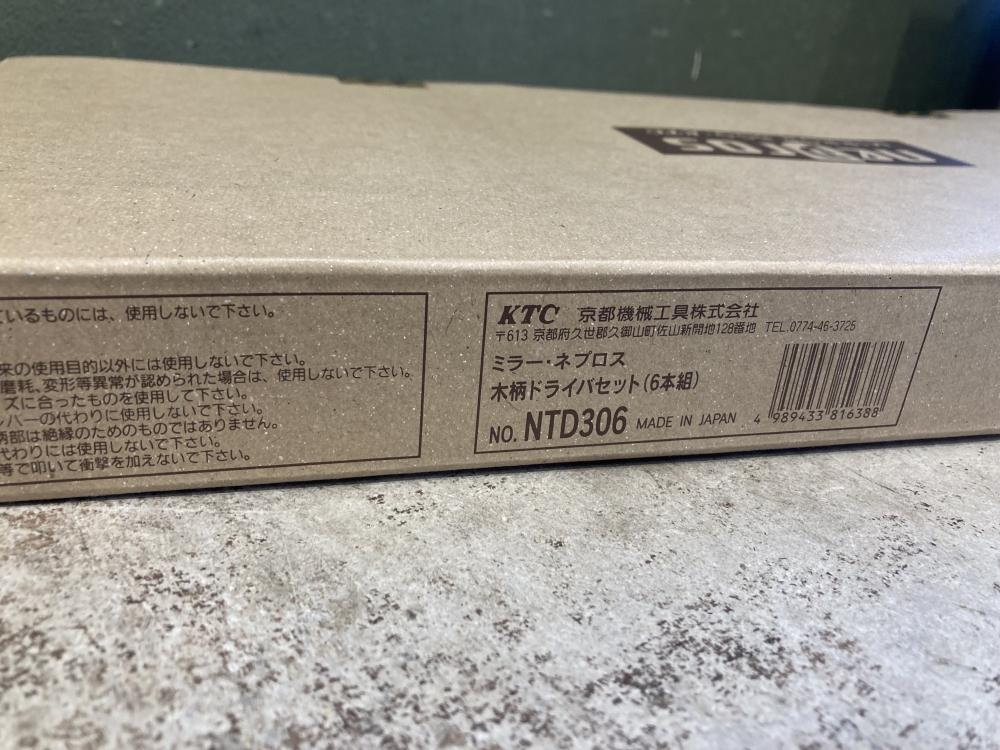 ているものには、使用しないで下さい。
来の使用目的以外には使用しないで下さい。
磨耗、変形等異常が認められた場合は、使用しないで下さい。
ズに合ったものを使用して下さい。
ンバーの代わりに使用しないで下さい。
柄部は絶縁のためのものではありません。
代わりには使用しないで下さい。
等で叩いて衝撃を加えないで下さい。
KTC 京都機械工具株式会社
〒613 京都府久世郡久御山町佐山新開地128番地 TEL.0774-46-3725
ミラー・ネプロス
木柄ドライバセット(6本組)
NO. NTD306 MADE IN JAPAN
4 989433 816388